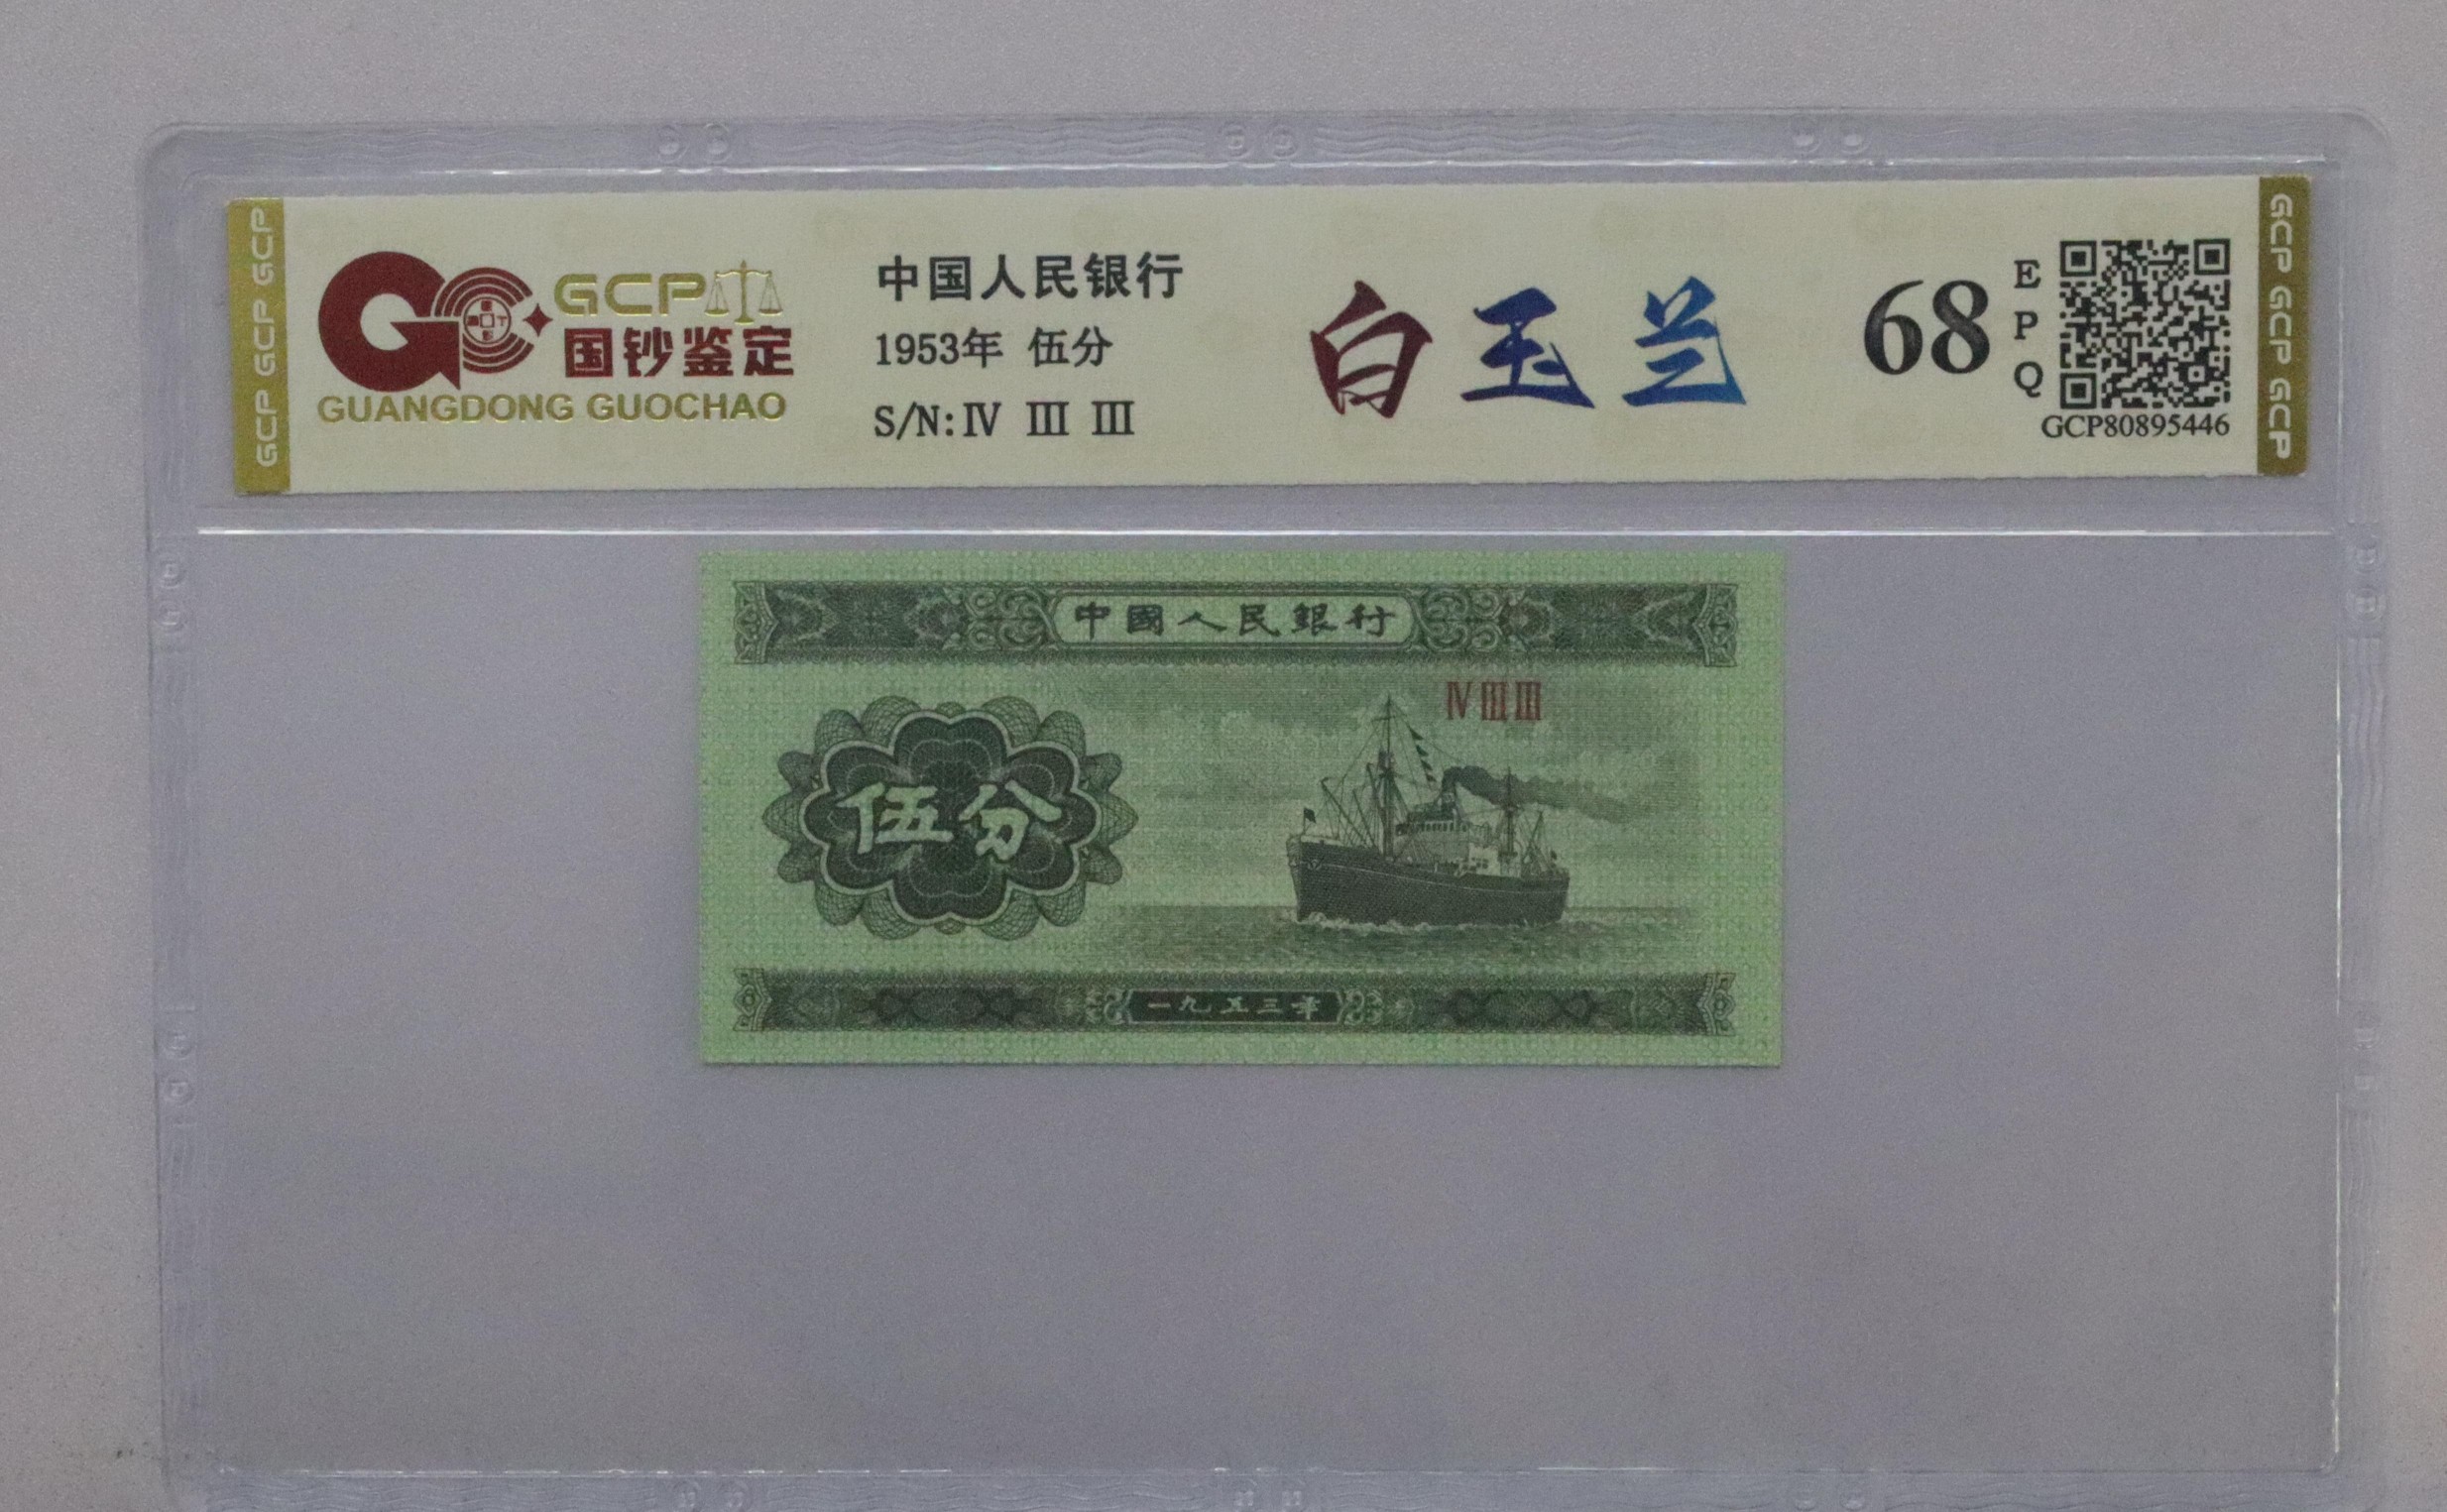 GCP GCP GCP
GCP
国钞鉴定
GUANGDONG GUOCHAO
中国人民银行
1953年 伍分
S/N:Ⅳ Ⅲ Ⅲ
白玉兰
68
EPQ
GCP80895446
GCP GCP GCP
中國人民銀行
ⅣⅢⅢ
伍分
一九五三年